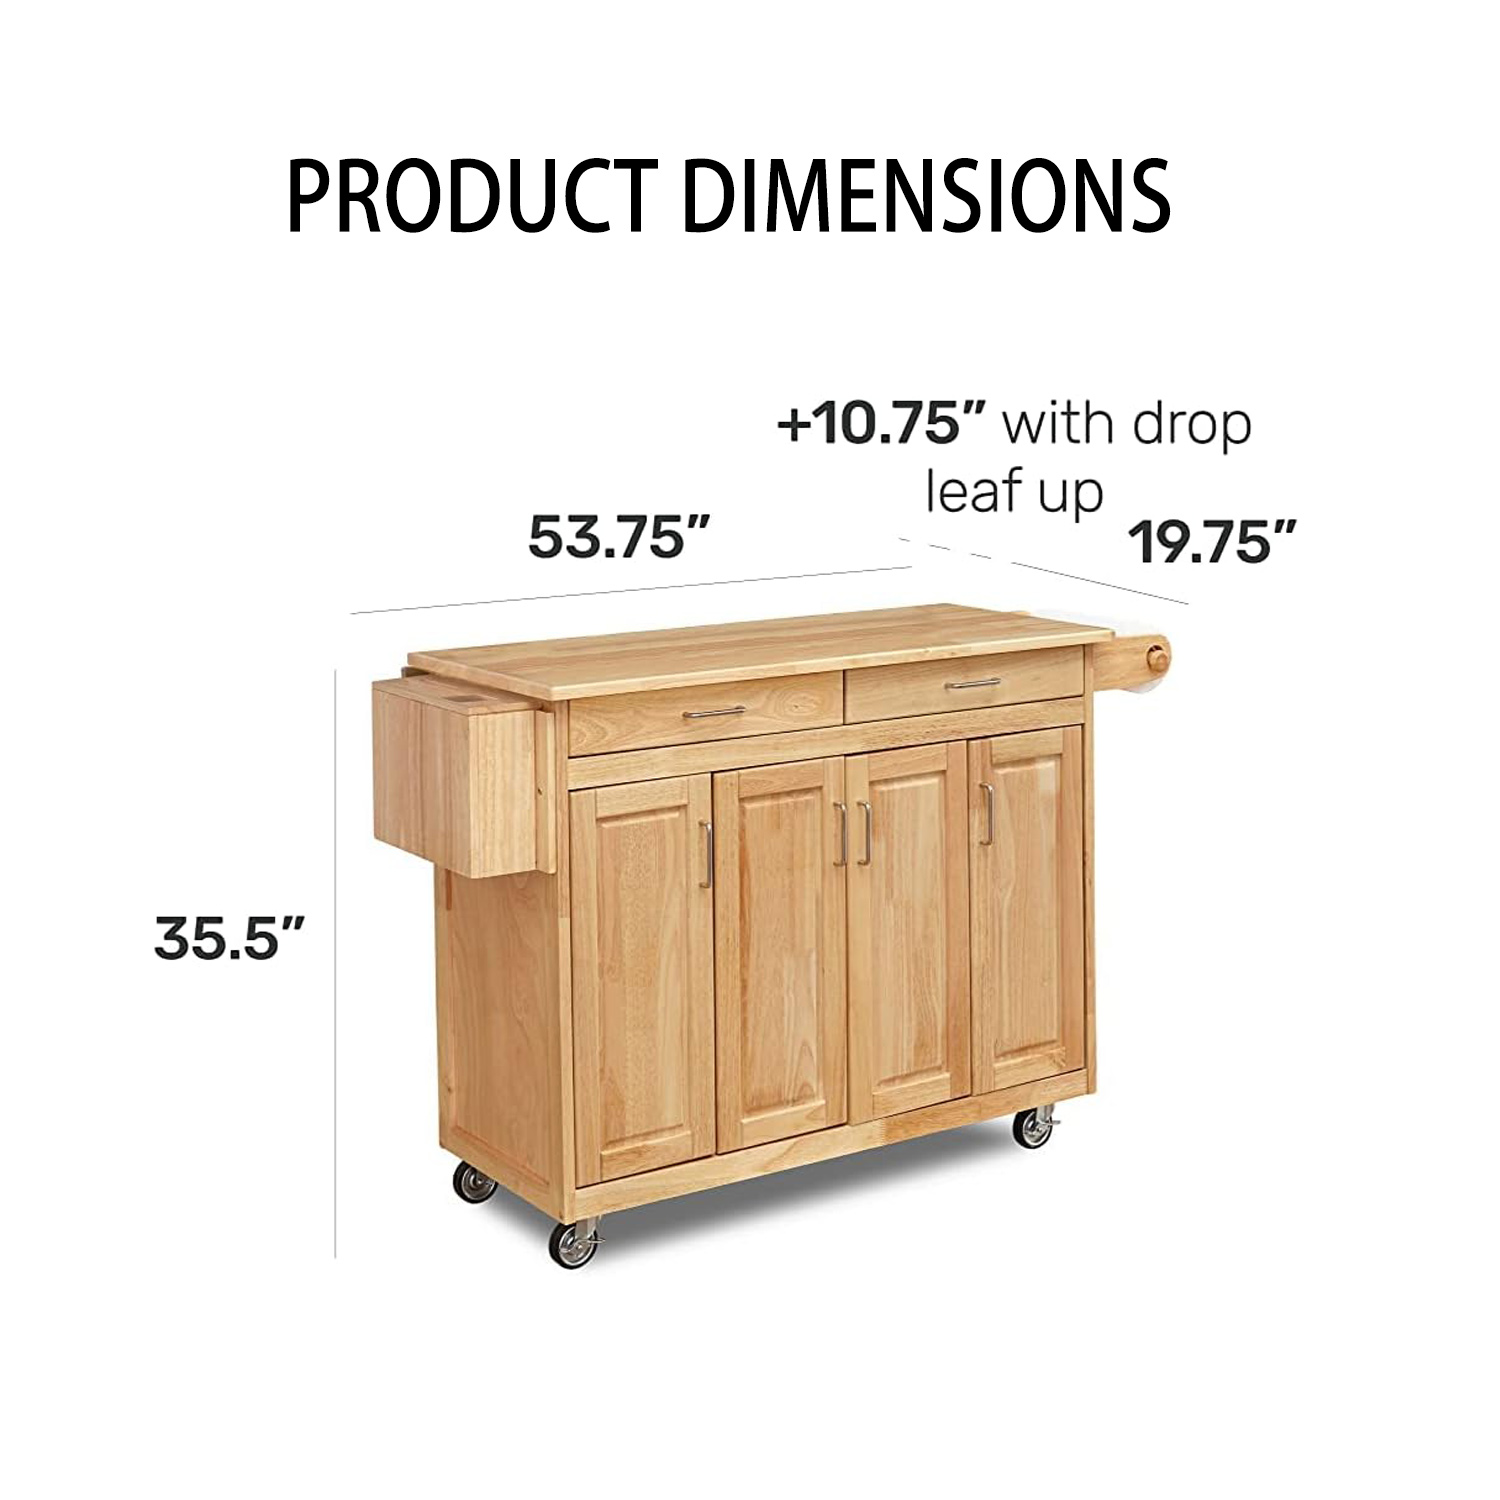 PRODUCT DIMENSIONS
+10.75” with drop
leaf up
53.75”
19.75”
35.5”